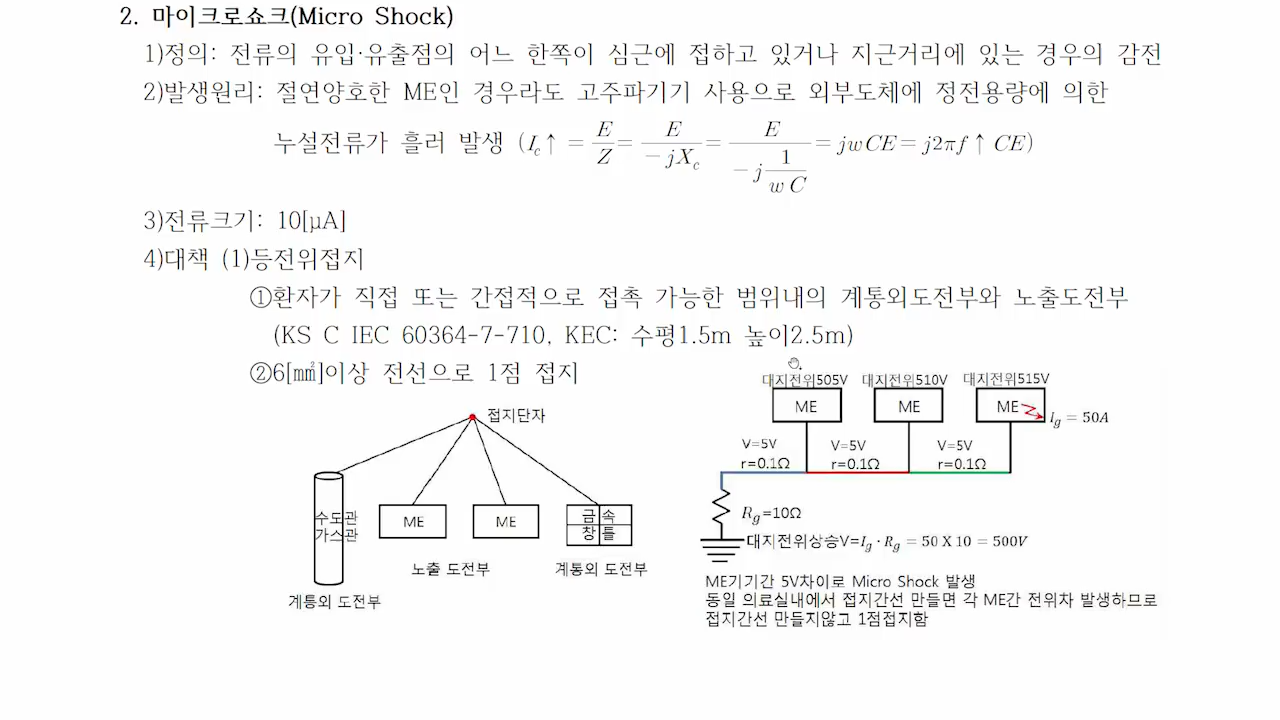 2. 마이크로쇼크(Micro Shock)
1)정의: 전류의 유입·유출점의 어느 한쪽이 심근에 접하고 있거나 지근거리에 있는 경우의 감전
2)발생원리: 절연양호한 ME인 경우라도 고주파기기 사용으로 외부도체에 정전용량에 의한
누설전류가 흘러 발생 (I_c↑ = E/Z = E/(-jX_c) = E/(-j 1/(wC)) = jwCE = j2πf↑CE)
3)전류크기: 10[μA]
4)대책 (1)등전위접지
①환자가 직접 또는 간접적으로 접촉 가능한 범위내의 계통외도전부와 노출도전부
(KS C IEC 60364-7-710, KEC: 수평1.5m 높이2.5m)
②6[㎟]이상 전선으로 1점 접지
접지단자
수도관
가스관
ME
ME
금 속
창 틀
노출 도전부
계통외 도전부
계통외 도전부
대지전위505V 대지전위510V 대지전위515V
ME ME ME
I_g = 50A
V=5V V=5V V=5V
r=0.1Ω r=0.1Ω r=0.1Ω
R_g=10Ω
대지전위상승V=I_g · R_g = 50 X 10 = 500V
ME기기간 5V차이로 Micro Shock 발생
동일 의료실내에서 접지간선 만들면 각 ME간 전위차 발생하므로
접지간선 만들지않고 1점접지함